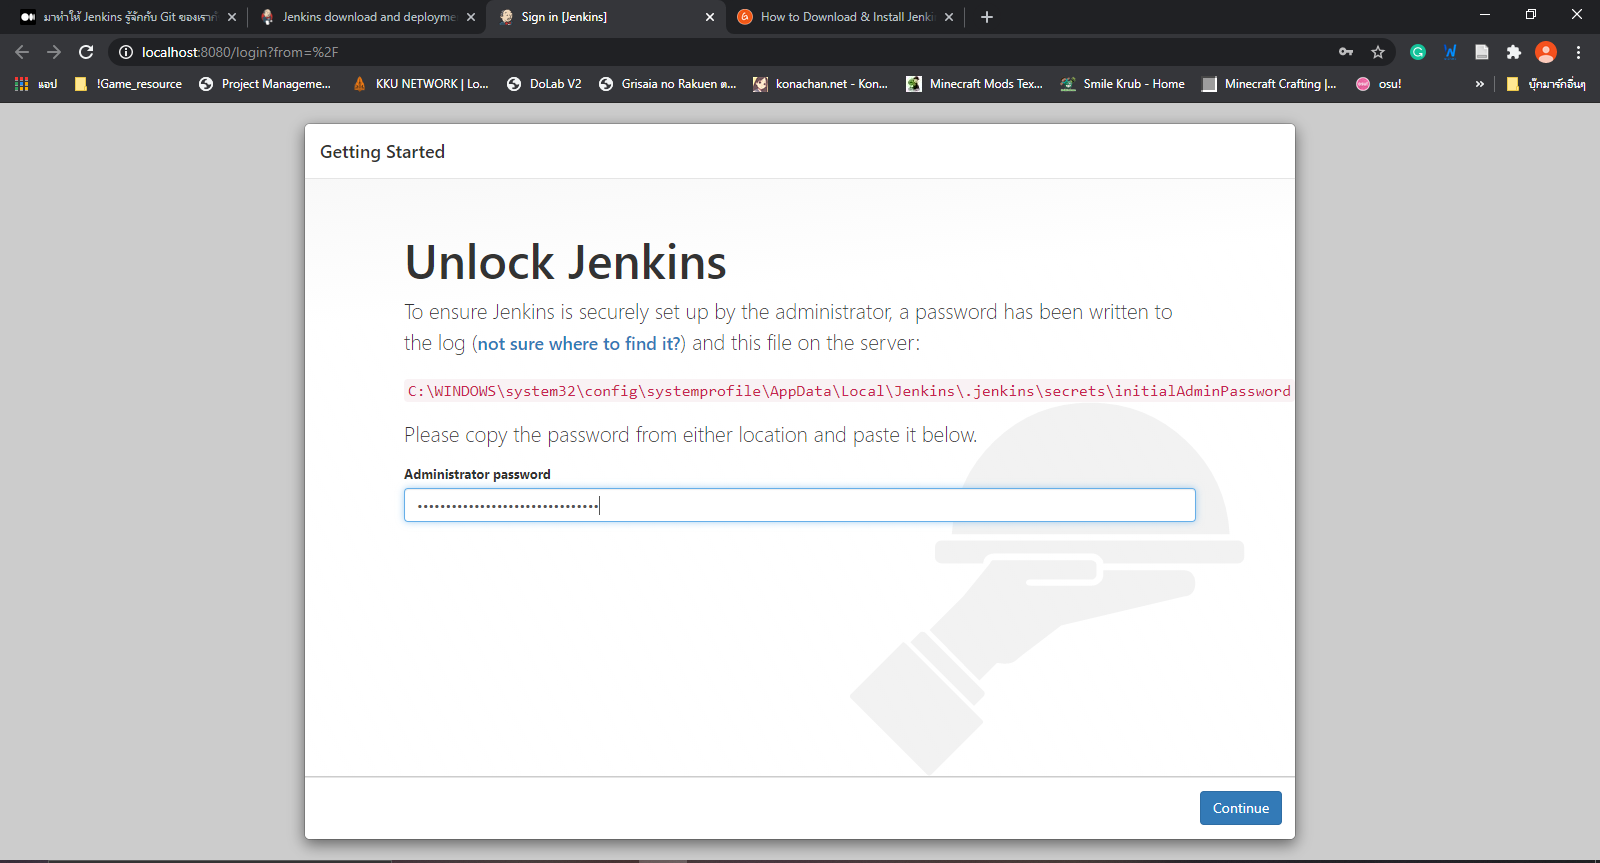 มาทำให้ Jenkins รู้จักกับ Git ของเรากั
Jenkins download and deployme
Sign in [Jenkins]
How to Download & Install Jenki
localhost:8080/login?from=%2F
แอป
!Game_resource
Project Manageme...
KKU NETWORK | Lo...
DoLab V2
Grisaia no Rakuen ต...
konachan.net - Kon...
Minecraft Mods Tex...
Smile Krub - Home
Minecraft Crafting |...
osu!
»
บุ๊กมาร์กอื่นๆ
Getting Started
Unlock Jenkins
To ensure Jenkins is securely set up by the administrator, a password has been written to
the log (not sure where to find it?) and this file on the server:
C:\WINDOWS\system32\config\systemprofile\AppData\Local\Jenkins\.jenkins\secrets\initialAdminPassword
Please copy the password from either location and paste it below.
Administrator password
Continue